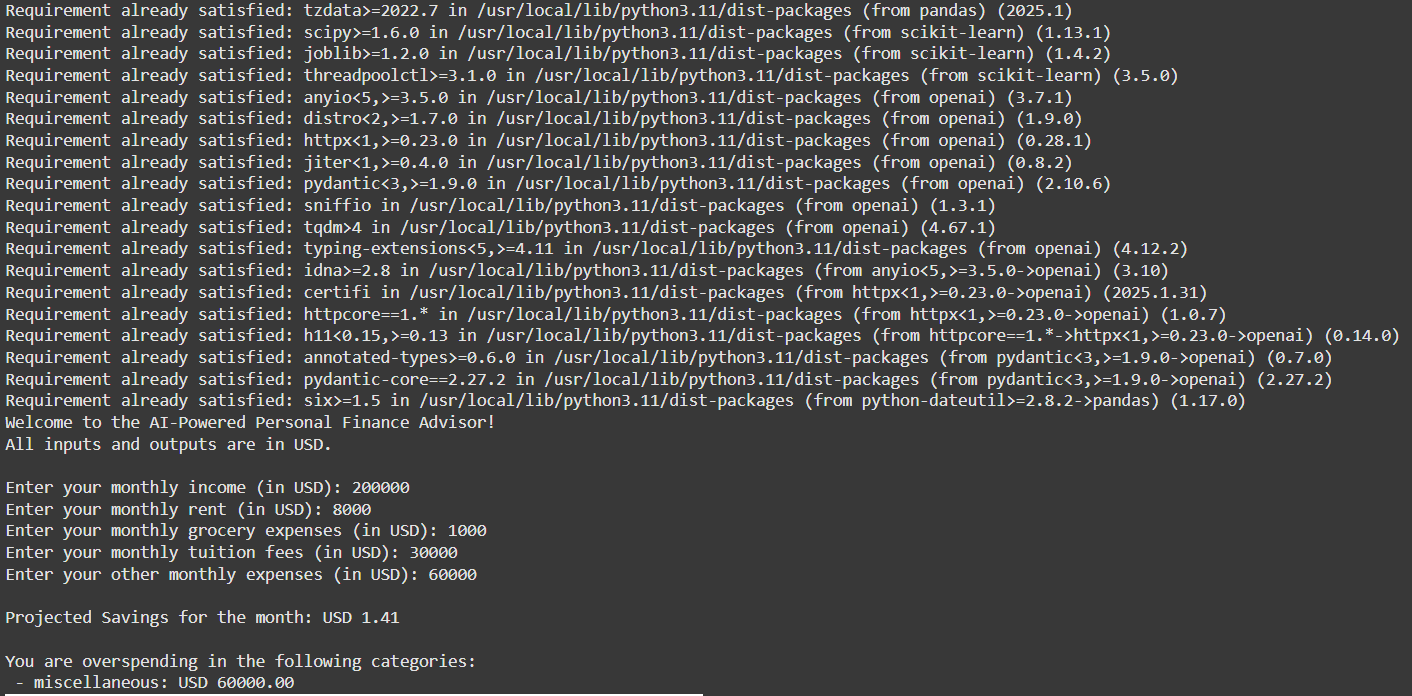 Requirement already satisfied: tzdata>=2022.7 in /usr/local/lib/python3.11/dist-packages (from pandas) (2025.1)
Requirement already satisfied: scipy>=1.6.0 in /usr/local/lib/python3.11/dist-packages (from scikit-learn) (1.13.1)
Requirement already satisfied: joblib>=1.2.0 in /usr/local/lib/python3.11/dist-packages (from scikit-learn) (1.4.2)
Requirement already satisfied: threadpoolctl>=3.1.0 in /usr/local/lib/python3.11/dist-packages (from scikit-learn) (3.5.0)
Requirement already satisfied: anyio<5,>=3.5.0 in /usr/local/lib/python3.11/dist-packages (from openai) (3.7.1)
Requirement already satisfied: distro<2,>=1.7.0 in /usr/local/lib/python3.11/dist-packages (from openai) (1.9.0)
Requirement already satisfied: httpx<1,>=0.23.0 in /usr/local/lib/python3.11/dist-packages (from openai) (0.28.1)
Requirement already satisfied: jiter<1,>=0.4.0 in /usr/local/lib/python3.11/dist-packages (from openai) (0.8.2)
Requirement already satisfied: pydantic<3,>=1.9.0 in /usr/local/lib/python3.11/dist-packages (from openai) (2.10.6)
Requirement already satisfied: sniffio in /usr/local/lib/python3.11/dist-packages (from openai) (1.3.1)
Requirement already satisfied: tqdm>4 in /usr/local/lib/python3.11/dist-packages (from openai) (4.67.1)
Requirement already satisfied: typing-extensions<5,>=4.11 in /usr/local/lib/python3.11/dist-packages (from openai) (4.12.2)
Requirement already satisfied: idna>=2.8 in /usr/local/lib/python3.11/dist-packages (from anyio<5,>=3.5.0->openai) (3.10)
Requirement already satisfied: certifi in /usr/local/lib/python3.11/dist-packages (from httpx<1,>=0.23.0->openai) (2025.1.31)
Requirement already satisfied: httpcore==1.* in /usr/local/lib/python3.11/dist-packages (from httpx<1,>=0.23.0->openai) (1.0.7)
Requirement already satisfied: h11<0.15,>=0.13 in /usr/local/lib/python3.11/dist-packages (from httpcore==1.*->httpx<1,>=0.23.0->openai) (0.14.0)
Requirement already satisfied: annotated-types>=0.6.0 in /usr/local/lib/python3.11/dist-packages (from pydantic<3,>=1.9.0->openai) (0.7.0)
Requirement already satisfied: pydantic-core==2.27.2 in /usr/local/lib/python3.11/dist-packages (from pydantic<3,>=1.9.0->openai) (2.27.2)
Requirement already satisfied: six>=1.5 in /usr/local/lib/python3.11/dist-packages (from python-dateutil>=2.8.2->pandas) (1.17.0)
Welcome to the AI-Powered Personal Finance Advisor!
All inputs and outputs are in USD.
Enter your monthly income (in USD): 200000
Enter your monthly rent (in USD): 8000
Enter your monthly grocery expenses (in USD): 1000
Enter your monthly tuition fees (in USD): 30000
Enter your other monthly expenses (in USD): 60000
Projected Savings for the month: USD 1.41
You are overspending in the following categories:
- miscellaneous: USD 60000.00